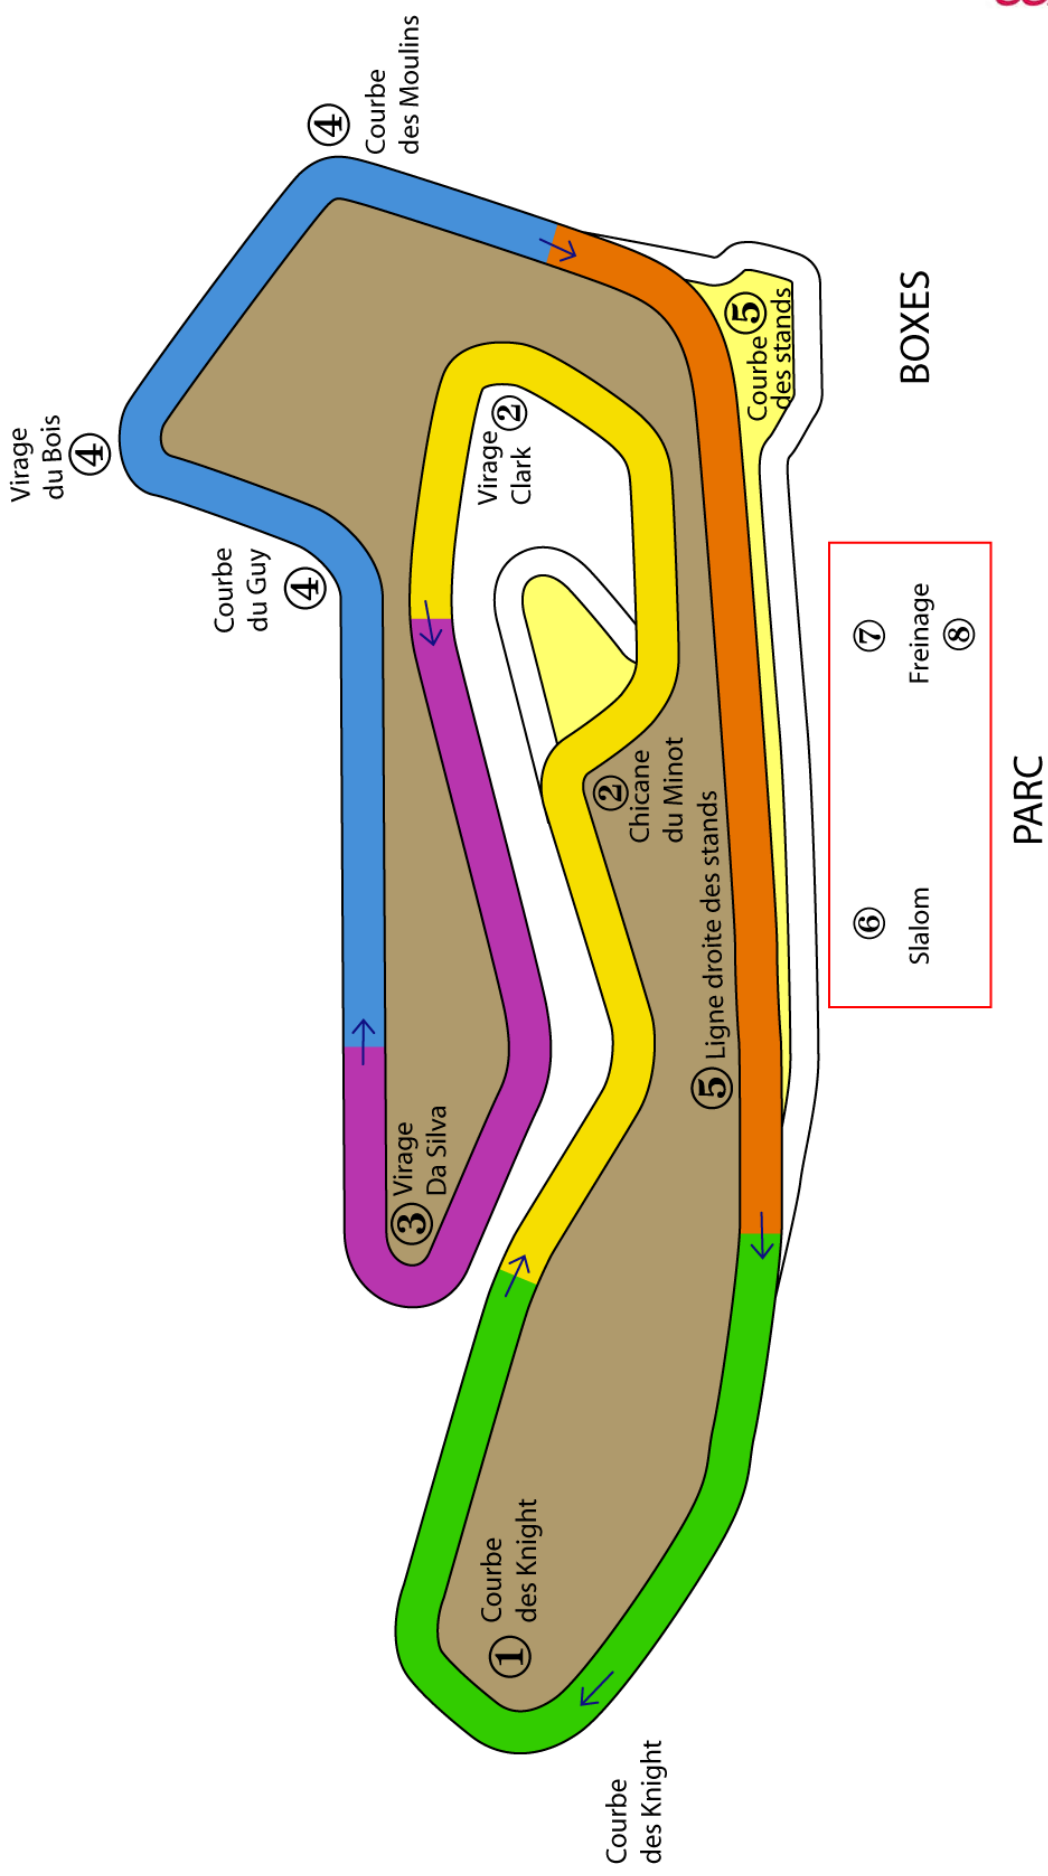 Virage
du Bois
④
Courbe
du Guy
④
④
Courbe
des Moulins
③ Virage
Da Silva
① Courbe
des Knight
Virage
Clark
②
②
Chicane
du Minot
Courbe
des Knight
⑤ Ligne droite des stands
Courbe ⑤
des stands
⑥
Slalom
⑦
Freinage
⑧
BOXES
PARC